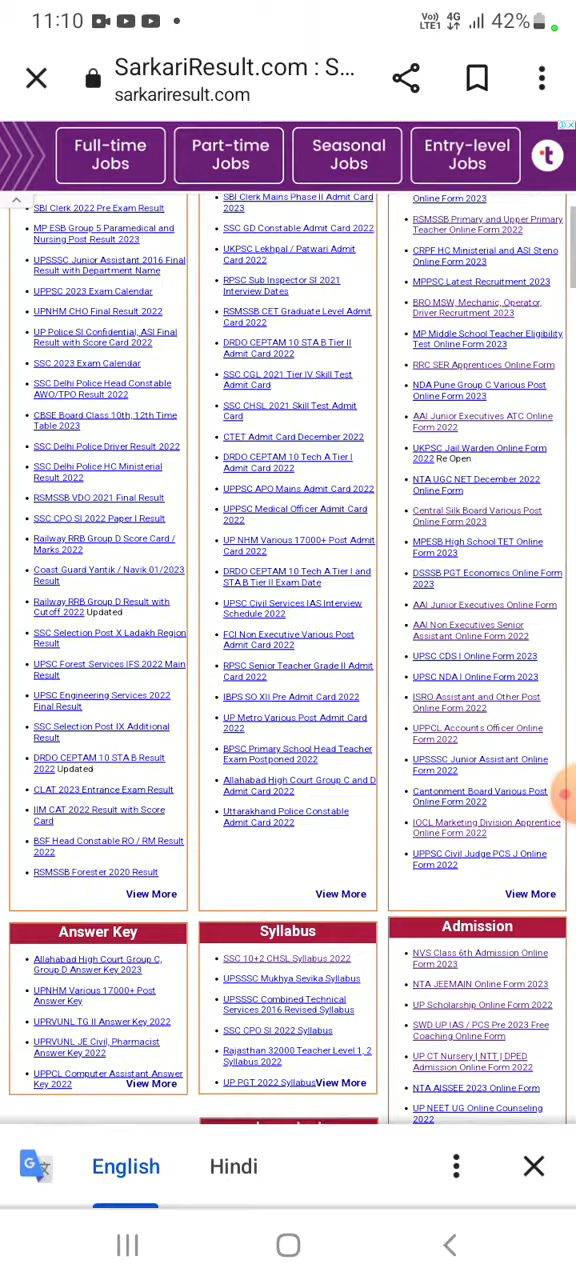 11:10
Vo)) 4G
LTE1
42%
SarkariResult.com : S...
sarkariresult.com
Full-time
Jobs
Part-time
Jobs
Seasonal
Jobs
Entry-level
Jobs
t
SBI Clerk 2022 Pre Exam Result
MP ESB Group 5 Paramedical and
Nursing Post Result 2023
UPSSSC Junior Assistant 2016 Final
Result with Department Name
UPPSC 2023 Exam Calendar
UPNHM CHO Final Result 2022
UP Police SI Confidential, ASI Final
Result with Score Card 2022
SSC 2023 Exam Calendar
SSC Delhi Police Head Constable
AWO/TPO Result 2022
CBSE Board Class 10th, 12th Time
Table 2023
SSC Delhi Police Driver Result 2022
SSC Delhi Police HC Ministerial
Result 2022
RSMSSB VDO 2021 Final Result
SSC CPO SI 2022 Paper I Result
Railway RRB Group D Score Card /
Marks 2022
Coast Guard Yantik / Navik 01/2023
Result
Railway RRB Group D Result with
Cutoff 2022 Updated
SSC Selection Post X Ladakh Region
Result
UPSC Forest Services IFS 2022 Main
Result
UPSC Engineering Services 2022
Final Result
SSC Selection Post IX Additional
Result
DRDO CEPTAM 10 STA B Result
2022 Updated
CLAT 2023 Entrance Exam Result
IIM CAT 2022 Result with Score
Card
BSF Head Constable RO / RM Result
2022
RSMSSB Forester 2020 Result
View More
SBI Clerk Mains Phase II Admit Card
2023
SSC GD Constable Admit Card 2022
UKPSC Lekhpal / Patwari Admit
Card 2022
RPSC Sub Inspector SI 2021
Interview Dates
RSMSSB CET Graduate Level Admit
Card 2022
DRDO CEPTAM 10 STA B Tier II
Admit Card 2022
SSC CGL 2021 Tier IV Skill Test
Admit Card
SSC CHSL 2021 Skill Test Admit
Card
CTET Admit Card December 2022
DRDO CEPTAM 10 Tech A Tier I
Admit Card 2022
UPPSC APO Mains Admit Card 2022
UPPSC Medical Officer Admit Card
2022
UP NHM Various 17000+ Post Admit
Card 2022
DRDO CEPTAM 10 Tech A Tier I and
STA B Tier II Exam Date
UPSC Civil Services IAS Interview
Schedule 2022
FCI Non Executive Various Post
Admit Card 2022
RPSC Senior Teacher Grade II Admit
Card 2022
IBPS SO XII Pre Admit Card 2022
UP Metro Various Post Admit Card
2022
BPSC Primary School Head Teacher
Exam Postponed 2022
Allahabad High Court Group C and D
Admit Card 2022
Uttarakhand Police Constable
Admit Card 2022
View More
Online Form 2023
RSMSSB Primary and Upper Primary
Teacher Online Form 2022
CRPF HC Ministerial and ASI Steno
Online Form 2023
MPPSC Latest Recruitment 2023
BRO MSW, Mechanic, Operator,
Driver Recruitment 2023
MP Middle School Teacher Eligibility
Test Online Form 2023
RRC SER Apprentices Online Form
NDA Pune Group C Various Post
Online Form 2023
AAI Junior Executives ATC Online
Form 2022
UKPSC Jail Warden Online Form
2022 Re Open
NTA UGC NET December 2022
Online Form
Central Silk Board Various Post
Online Form 2023
MPESB High School TET Online
Form 2023
DSSSB PGT Economics Online Form
2023
AAI Junior Executives Online Form
AAI Non Executives Senior
Assistant Online Form 2022
UPSC CDS I Online Form 2023
UPSC NDA I Online Form 2023
ISRO Assistant and Other Post
Online Form 2022
UPPCL Accounts Officer Online
Form 2022
UPSSSC Junior Assistant Online
Form 2022
Cantonment Board Various Post
Online Form 2022
IOCL Marketing Division Apprentice
Online Form 2022
UPPSC Civil Judge PCS J Online
Form 2022
View More
Answer Key
Allahabad High Court Group C,
Group D Answer Key 2023
UPNHM Various 17000+ Post
Answer Key
UPRVUNL TG II Answer Key 2022
UPRVUNL JE Civil, Pharmacist
Answer Key 2022
UPPCL Computer Assistant Answer
Key 2022 View More
Syllabus
SSC 10+2 CHSL Syllabus 2022
UPSSSC Mukhya Sevika Syllabus
UPSSSC Combined Technical
Services 2016 Revised Syllabus
SSC CPO SI 2022 Syllabus
Rajasthan 32000 Teacher Level 1, 2
Syllabus 2022
UP PGT 2022 Syllabus View More
Admission
NVS Class 6th Admission Online
Form 2023
NTA JEEMAIN Online Form 2023
UP Scholarship Online Form 2022
SWD UP IAS / PCS Pre 2023 Free
Coaching Online Form
UP CT Nursery | NTT | DPED
Admission Online Form 2022
NTA AISSEE 2023 Online Form
UP NEET UG Online Counseling
2022
English
Hindi